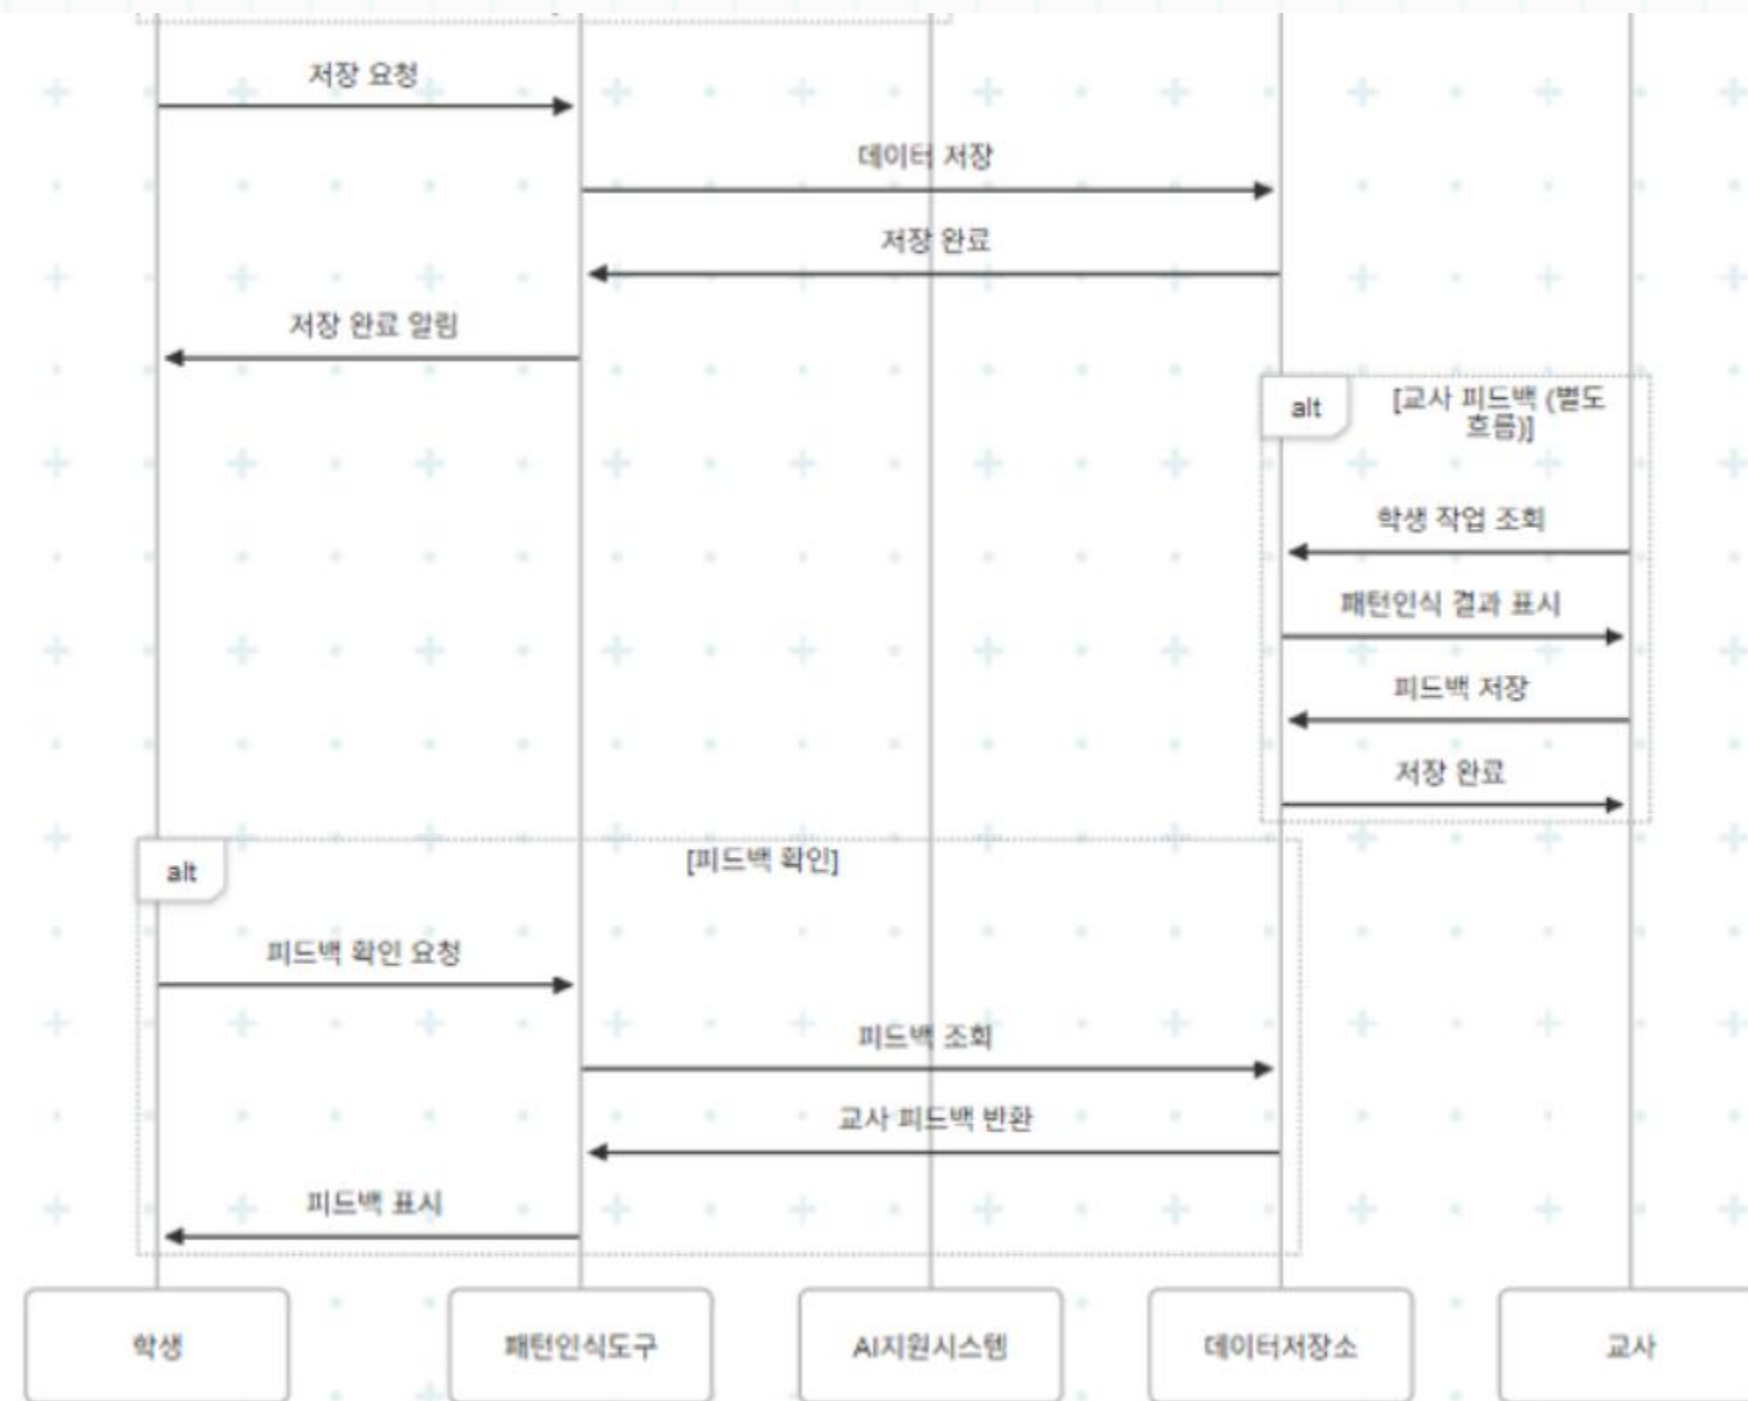 저장 요청
데이터 저장
저장 완료
저장 완료 알림
alt
[교사 피드백 (별도
흐름)]
학생 작업 조회
패턴인식 결과 표시
피드백 저장
저장 완료
alt
[피드백 확인]
피드백 확인 요청
피드백 조회
교사 피드백 반환
피드백 표시
학생
패턴인식도구
AI지원시스템
데이터저장소
교사